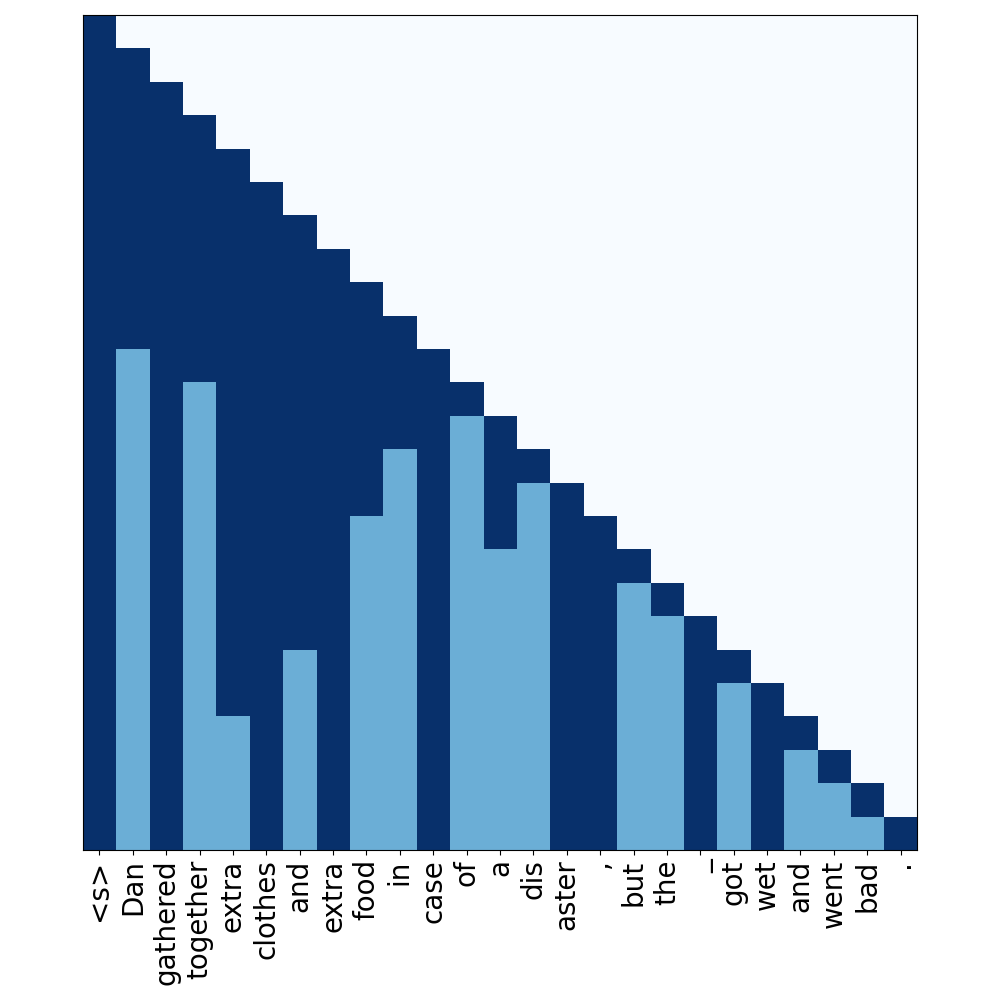 <s>
Dan
gathered
together
extra
clothes
and
extra
food
in
case
of
a
dis
aster
,
but
the
_
got
wet
and
went
bad
.